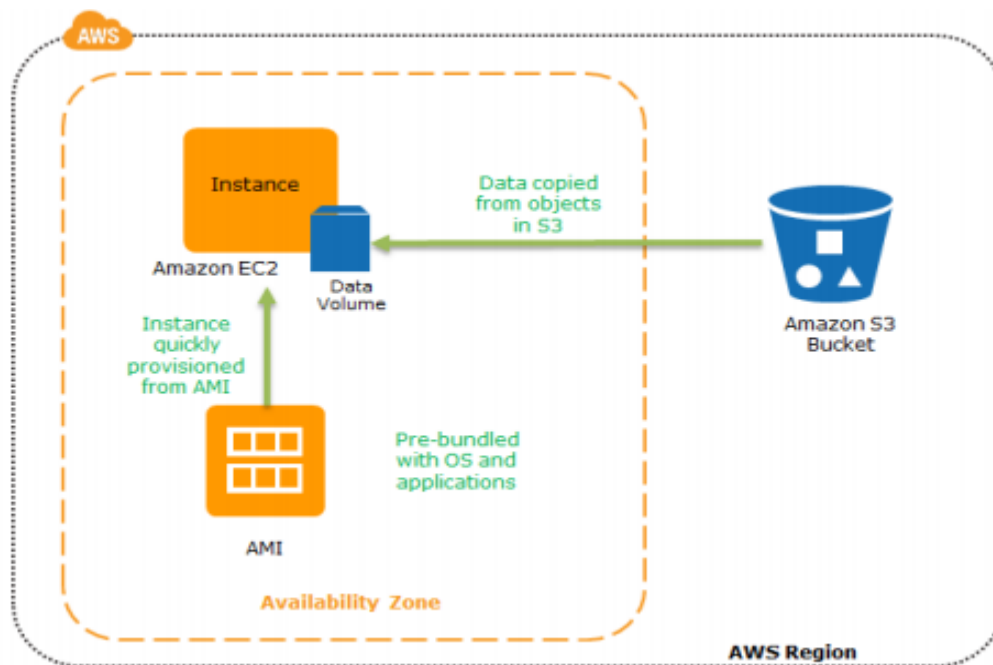 AWS
Instance
Amazon EC2
Data
Volume
Data copied
from objects
in S3
Amazon S3
Bucket
Instance
quickly
provisioned
from AMI
Pre-bundled
with OS and
applications
AMI
Availability Zone
AWS Region